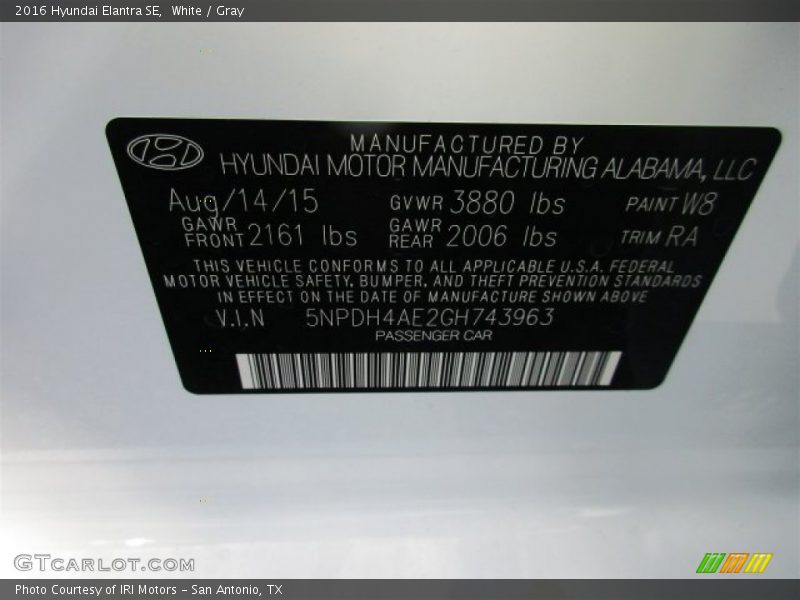 2016 Hyundai Elantra SE, White / Gray
MANUFACTURED BY
HYUNDAI MOTOR MANUFACTURING ALABAMA, LLC
Aug/14/15 GVWR 3880 lbs PAINT W8
GAWR FRONT 2161 lbs GAWR REAR 2006 lbs TRIM RA
THIS VEHICLE CONFORMS TO ALL APPLICABLE U.S.A. FEDERAL
MOTOR VEHICLE SAFETY, BUMPER, AND THEFT PREVENTION STANDARDS
IN EFFECT ON THE DATE OF MANUFACTURE SHOWN ABOVE
V.I.N 5NPDH4AE2GH743963
PASSENGER CAR
GTCARLOT.COM
Photo Courtesy of IRI Motors – San Antonio, TX